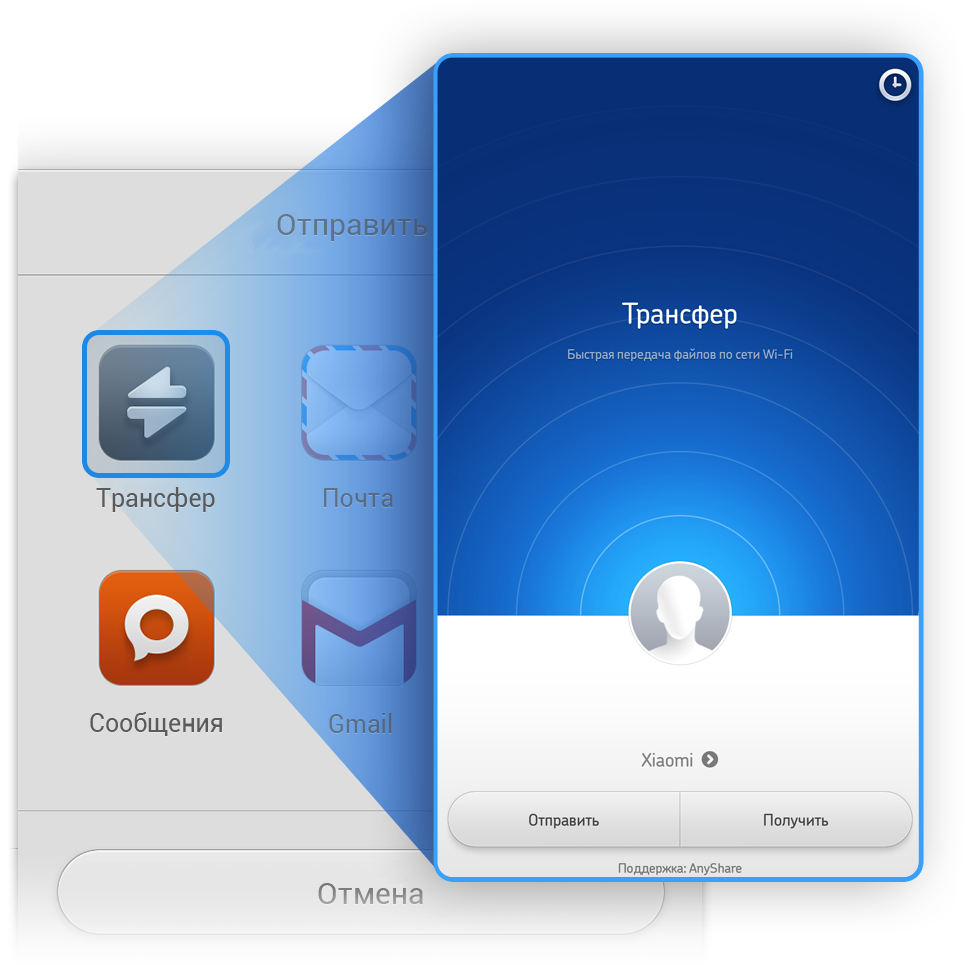 Отправить
Трансфер
Почта
Сообщения
Gmail
Отмена
Трансфер
Быстрая передача файлов по сети Wi-Fi
Xiaomi
Отправить
Получить
Поддержка: AnyShare